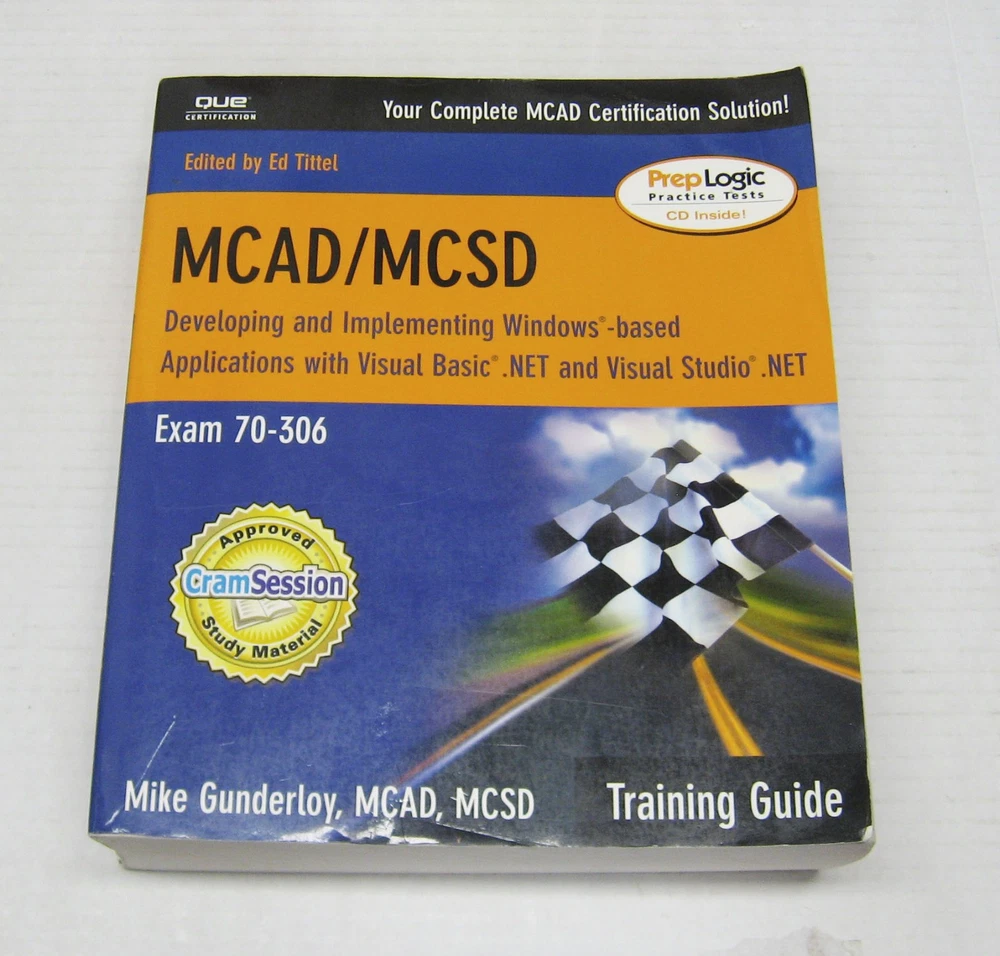 QUE®
CERTIFICATION
Your Complete MCAD Certification Solution!
Edited by Ed Tittel
PrepLogic
Practice Tests
CD Inside!
MCAD/MCSD
Developing and Implementing Windows®-based
Applications with Visual Basic® .NET and Visual Studio® .NET
Exam 70-306
Approved
CramSession
Study Material
Mike Gunderloy, MCAD, MCSD
Training Guide